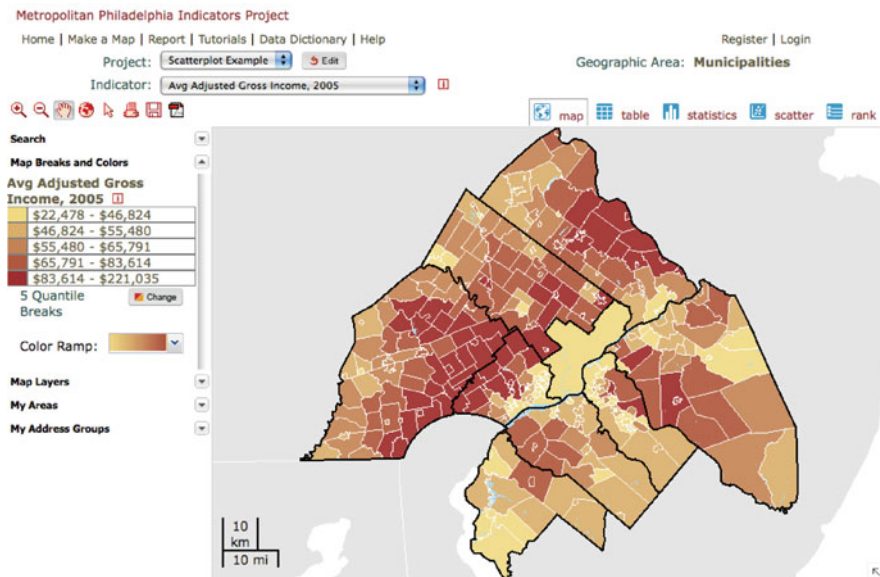 Metropolitan Philadelphia Indicators Project
Home | Make a Map | Report | Tutorials | Data Dictionary | Help
Register | Login
Project: Scatterplot Example Edit
Geographic Area: Municipalities
Indicator: Avg Adjusted Gross Income, 2005 i
map table statistics scatter rank
Search
Map Breaks and Colors
Avg Adjusted Gross
Income, 2005 i
$22,478 - $46,824
$46,824 - $55,480
$55,480 - $65,791
$65,791 - $83,614
$83,614 - $221,035
5 Quantile
Breaks
Change
Color Ramp:
Map Layers
My Areas
My Address Groups
10
km
10 mi